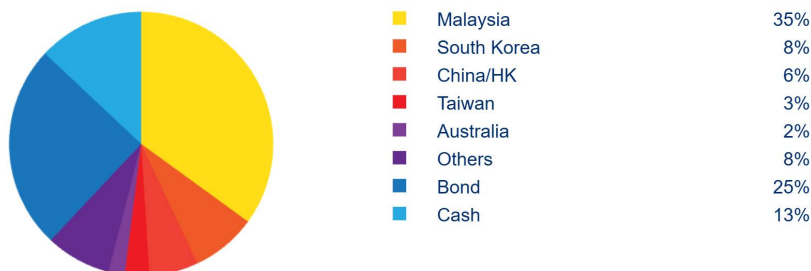 Malaysia 35%
South Korea 8%
China/HK 6%
Taiwan 3%
Australia 2%
Others 8%
Bond 25%
Cash 13%